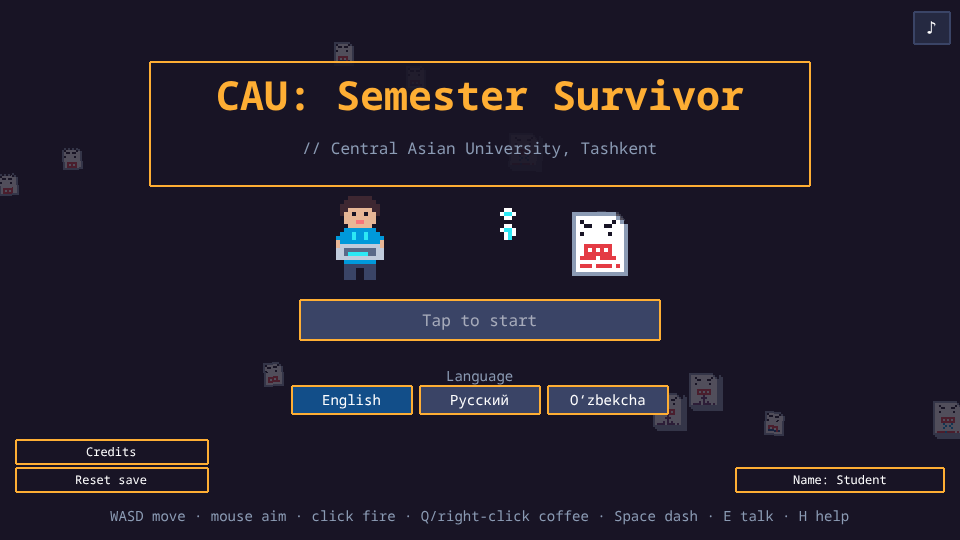 ♪
CAU: Semester Survivor
// Central Asian University, Tashkent
Tap to start
Language
English
Русский
Oʻzbekcha
Credits
Reset save
Name: Student
WASD move · mouse aim · click fire · Q/right-click coffee · Space dash · E talk · H help